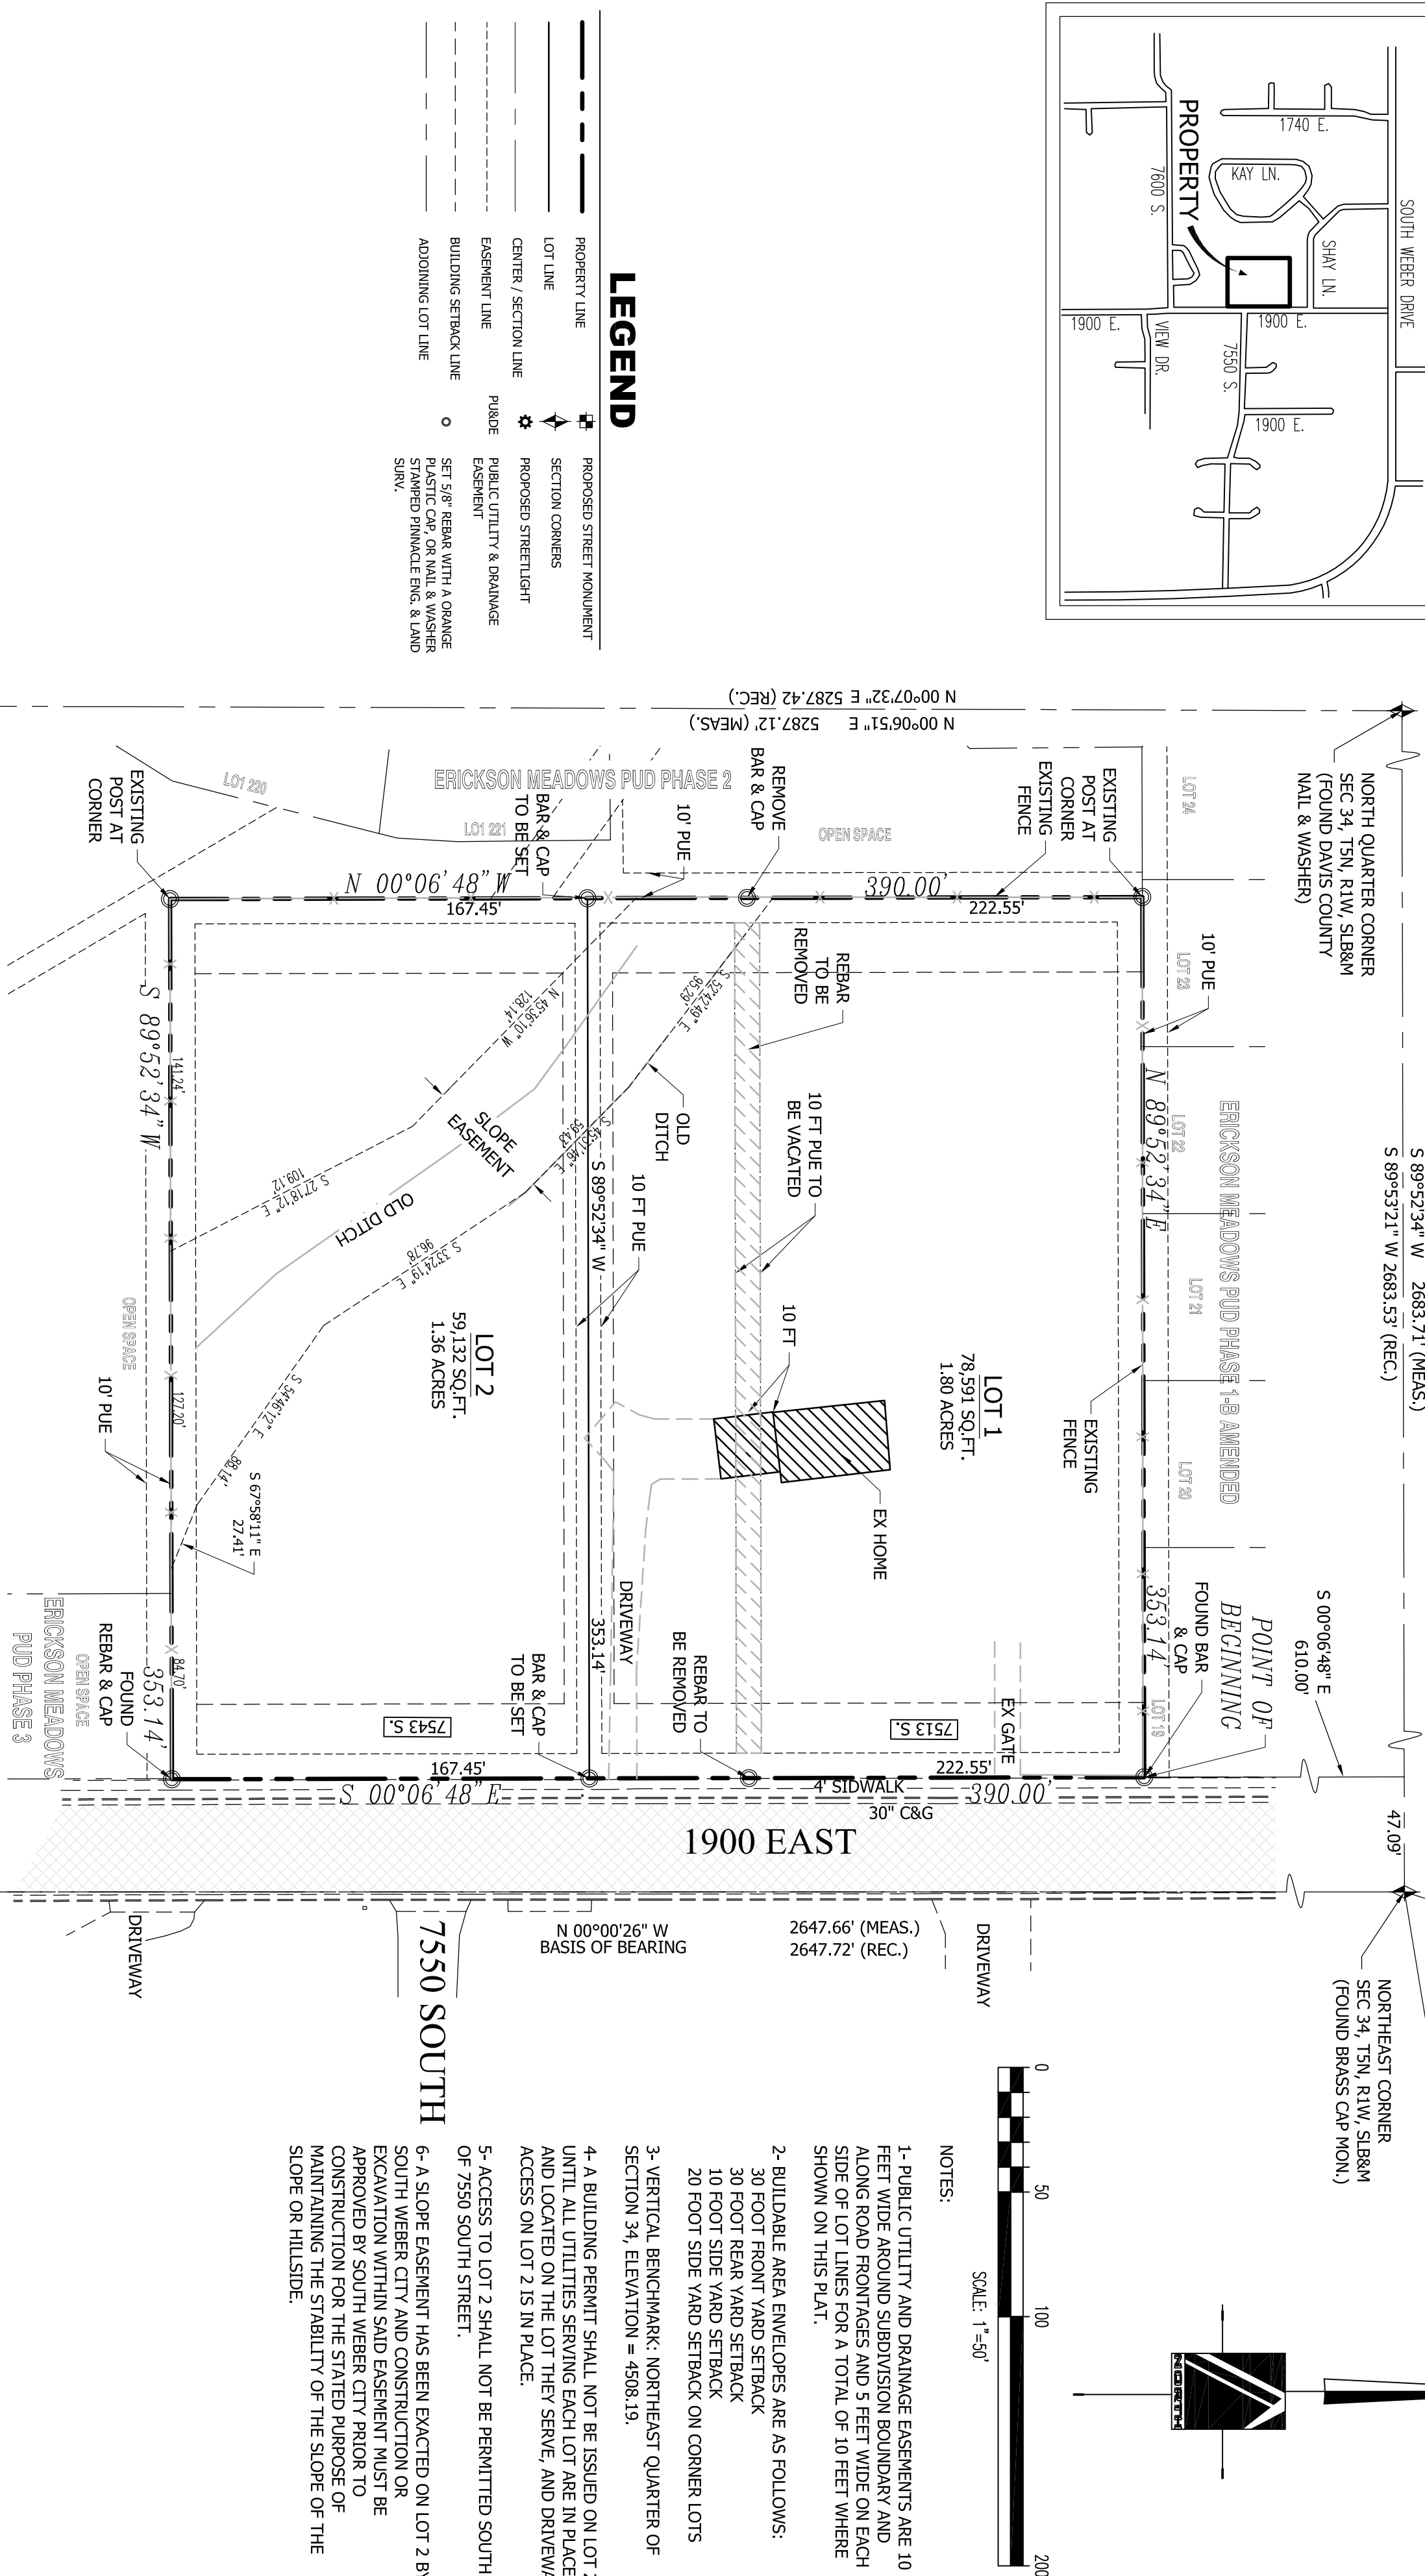 SOUTH WEBER DRIVE
1740 E.
KAY LN.
SHAY LN.
PROPERTY
7600 S.
1900 E.
1900 E.
VIEW DR.
7550 S.
1900 E.
LEGEND
PROPERTY LINE
LOT LINE
CENTER / SECTION LINE
EASEMENT LINE
BUILDING SETBACK LINE
ADJOINING LOT LINE
PROPOSED STREET MONUMENT
SECTION CORNERS
PROPOSED STREETLIGHT
PU&DE
PUBLIC UTILITY & DRAINAGE
EASEMENT
SET 5/8" REBAR WITH A ORANGE
PLASTIC CAP, OR NAIL & WASHER
STAMPED PINNACLE ENG. & LAND
SURV.
N 00°07'32" E 5287.42 (REC.)
N 00°06'51" E 5287.12' (MEAS.)
NORTH QUARTER CORNER
SEC 34, T5N, R1W, SLB&M
(FOUND DAVIS COUNTY
NAIL & WASHER)
S 89°52'34" W 2683.71' (MEAS.)
S 89°53'21" W 2683.53' (REC.)
S 00°06'48" E
610.00'
47.09'
NORTHEAST CORNER
SEC 34, T5N, R1W, SLB&M
(FOUND BRASS CAP MON.)
LOT 24
LOT 23
LOT 22
LOT 21
LOT 20
LOT 19
ERICKSON MEADOWS PUD PHASE 1-B AMENDED
10' PUE
N 89°52'34"E
353.14'
POINT OF
BEGINNING
FOUND BAR
& CAP
EXISTING
POST AT
CORNER
EXISTING
FENCE
OPEN SPACE
REMOVE
BAR & CAP
10' PUE
ERICKSON MEADOWS PUD PHASE 2
BAR & CAP
TO BE SET
LOT 221
LOT 220
EXISTING
POST AT
CORNER
N 00°06'48"W
390.00'
167.45'
222.55'
EXISTING
FENCE
LOT 1
78,591 SQ.FT.
1.80 ACRES
EX HOME
EX GATE
7513 S.
REBAR
TO BE
REMOVED
10 FT PUE TO
BE VACATED
10 FT
REBAR TO
BE REMOVED
S 52°42'49" E
95.29'
OLD
DITCH
10 FT PUE
DRIVEWAY
S 89°52'34" W
353.14'
N 45°36'10" W
128.14'
S 45°51'46" E
59.43'
SLOPE
EASEMENT
OLD DITCH
S 27°18'12" E
109.12'
S 33°24'19" E
96.78'
LOT 2
59,132 SQ.FT.
1.36 ACRES
BAR & CAP
TO BE SET
7543 S.
S 54°46'12" E
88.14'
S 67°58'11" E
27.41'
S 89°52'34"W
141.24'
127.20'
84.70'
353.14'
OPEN SPACE
10' PUE
FOUND
REBAR & CAP
OPEN SPACE
ERICKSON MEADOWS
PUD PHASE 3
167.45'
222.55'
S 00°06'48"E
390.00'
4' SIDWALK
30" C&G
1900 EAST
DRIVEWAY
7550 SOUTH
N 00°00'26" W
BASIS OF BEARING
2647.66' (MEAS.)
2647.72' (REC.)
DRIVEWAY
NORTH
0
50
100
200
SCALE: 1"=50'
NOTES:
1- PUBLIC UTILITY AND DRAINAGE EASEMENTS ARE 10
FEET WIDE AROUND SUBDIVISION BOUNDARY AND
ALONG ROAD FRONTAGES AND 5 FEET WIDE ON EACH
SIDE OF LOT LINES FOR A TOTAL OF 10 FEET WHERE
SHOWN ON THIS PLAT.
2- BUILDABLE AREA ENVELOPES ARE AS FOLLOWS:
30 FOOT FRONT YARD SETBACK
30 FOOT REAR YARD SETBACK
10 FOOT SIDE YARD SETBACK
20 FOOT SIDE YARD SETBACK ON CORNER LOTS
3- VERTICAL BENCHMARK: NORTHEAST QUARTER OF
SECTION 34, ELEVATION = 4508.19.
4- A BUILDING PERMIT SHALL NOT BE ISSUED ON LOT 2
UNTIL ALL UTILITIES SERVING EACH LOT ARE IN PLACE
AND LOCATED ON THE LOT THEY SERVE, AND DRIVEWA
ACCESS ON LOT 2 IS IN PLACE.
5- ACCESS TO LOT 2 SHALL NOT BE PERMITTED SOUTH
OF 7550 SOUTH STREET.
6- A SLOPE EASEMENT HAS BEEN EXACTED ON LOT 2 BY
SOUTH WEBER CITY AND CONSTRUCTION OR
EXCAVATION WITHIN SAID EASEMENT MUST BE
APPROVED BY SOUTH WEBER CITY PRIOR TO
CONSTRUCTION FOR THE STATED PURPOSE OF
MAINTAINING THE STABILITY OF THE SLOPE OF THE
SLOPE OR HILLSIDE.